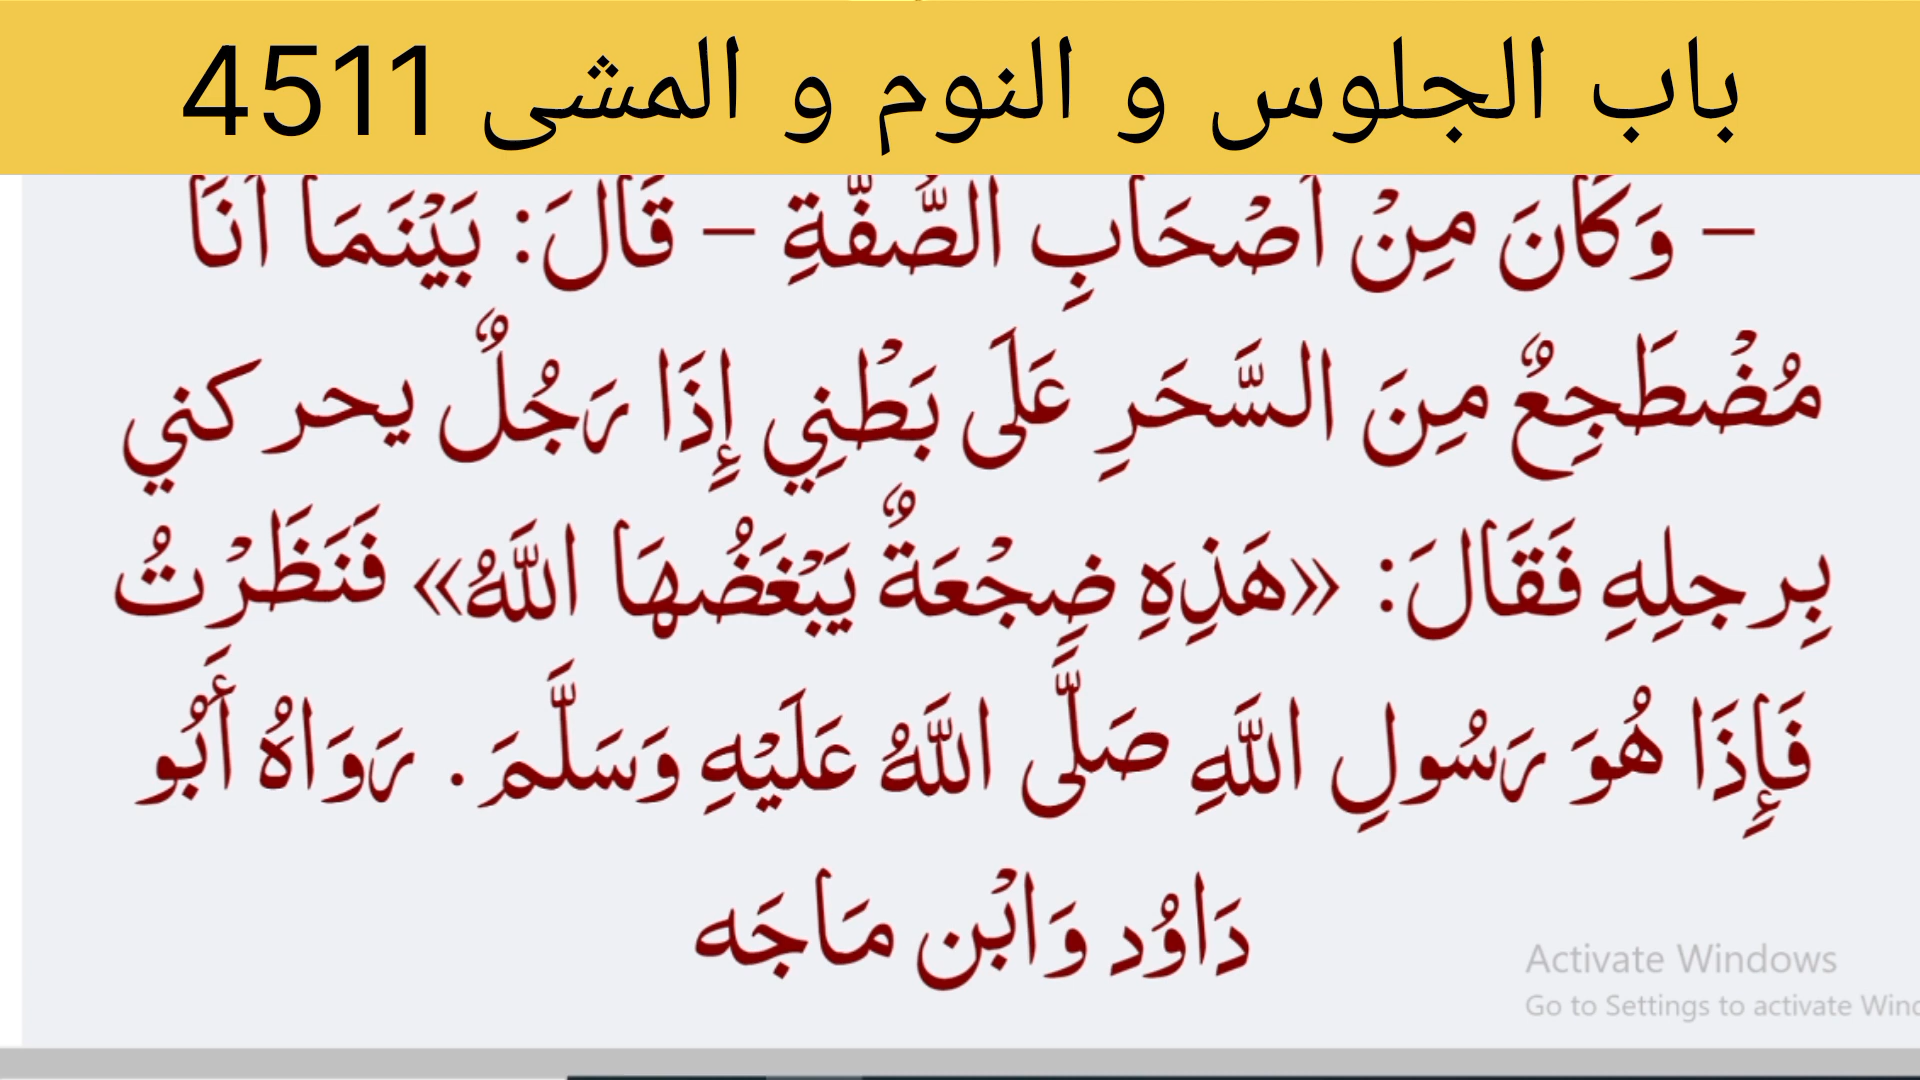 باب الجلوس و النوم و المشى 4511
– وَكَانَ مِنْ أَصْحَابِ الصُّفَّةِ – قَالَ: بَيْنَمَا أَنَا
مُضْطَجِعٌ مِنَ السَّحَرِ عَلَى بَطْنِي إِذَا رَجُلٌ يحركني
بِرجلِهِ فَقَالَ: «هَذِهِ ضِجْعَةٌ يَبْغَضُهَا اللَّهُ» فَنَظَرْتُ
فَإِذَا هُوَ رَسُولِ اللَّهِ صَلَّى اللَّهُ عَلَيْهِ وَسَلَّمَ. رَوَاهُ أَبُو
دَاوُد وَابْن مَاجَه
Activate Windows
Go to Settings to activate Wind